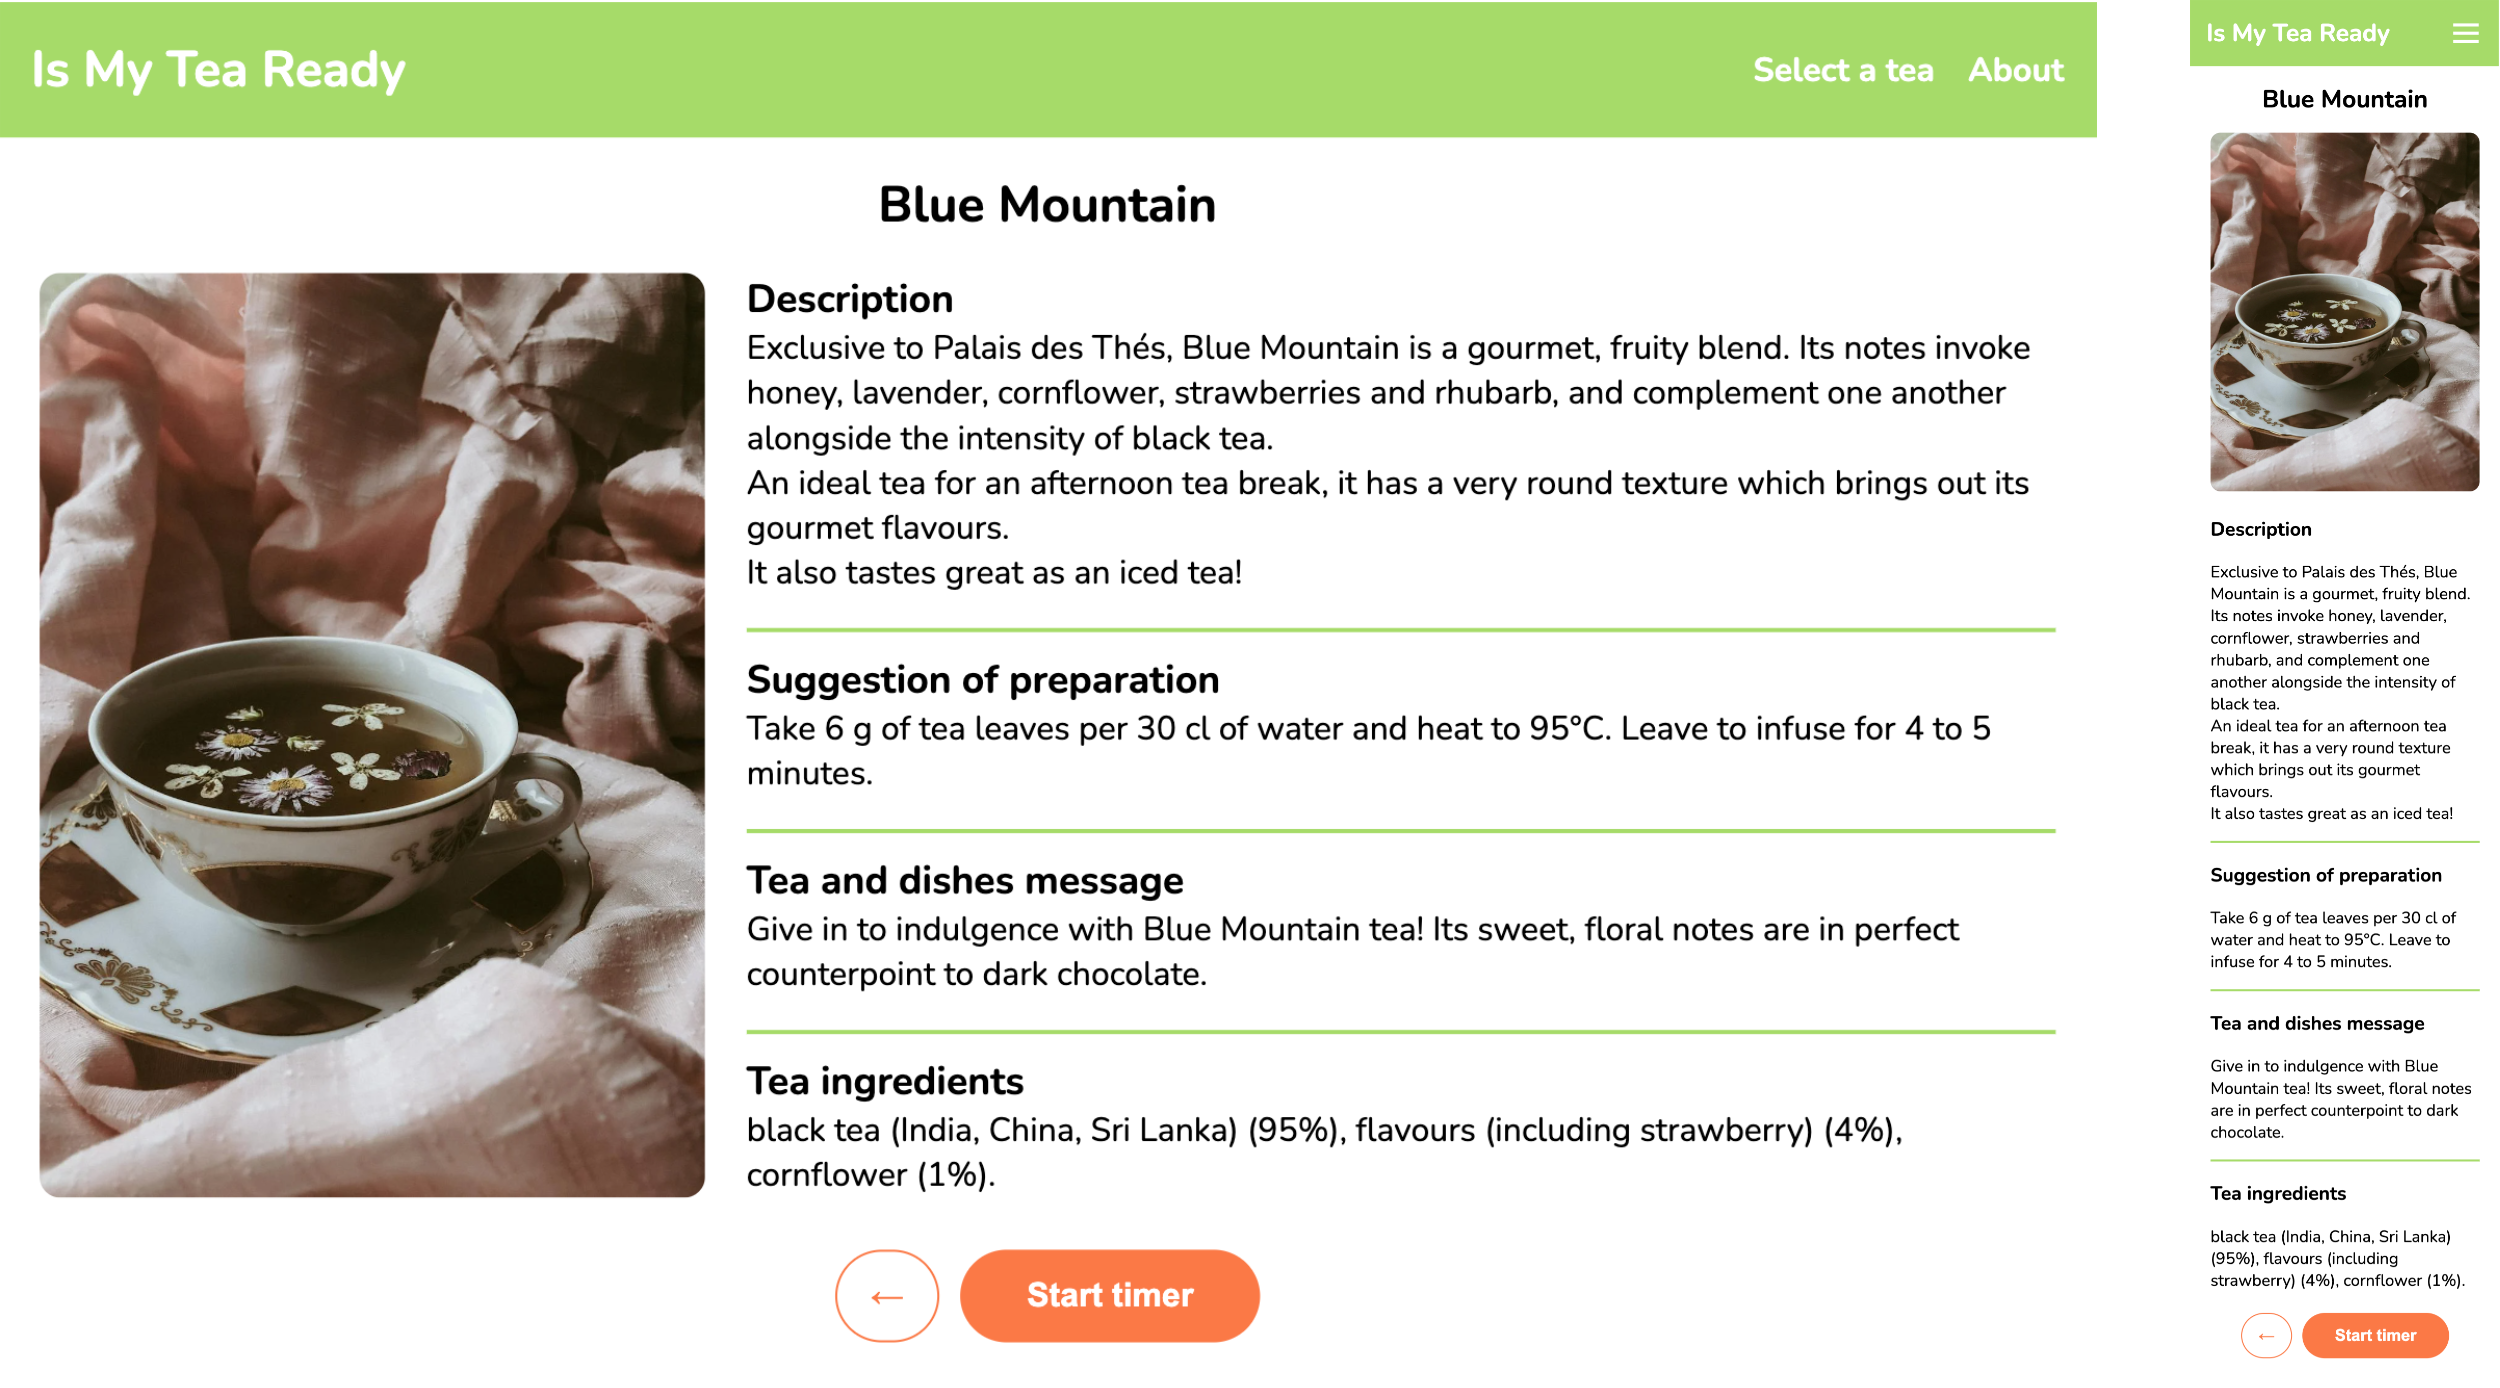 Is My Tea Ready
Select a tea
About
Blue Mountain
Description
Exclusive to Palais des Thés, Blue Mountain is a gourmet, fruity blend. Its notes invoke
honey, lavender, cornflower, strawberries and rhubarb, and complement one another
alongside the intensity of black tea.
An ideal tea for an afternoon tea break, it has a very round texture which brings out its
gourmet flavours.
It also tastes great as an iced tea!
Suggestion of preparation
Take 6 g of tea leaves per 30 cl of water and heat to 95°C. Leave to infuse for 4 to 5
minutes.
Tea and dishes message
Give in to indulgence with Blue Mountain tea! Its sweet, floral notes are in perfect
counterpoint to dark chocolate.
Tea ingredients
black tea (India, China, Sri Lanka) (95%), flavours (including strawberry) (4%),
cornflower (1%).
←
Start timer
Is My Tea Ready
Blue Mountain
Description
Exclusive to Palais des Thés, Blue
Mountain is a gourmet, fruity blend.
Its notes invoke honey, lavender,
cornflower, strawberries and
rhubarb, and complement one
another alongside the intensity of
black tea.
An ideal tea for an afternoon tea
break, it has a very round texture
which brings out its gourmet
flavours.
It also tastes great as an iced tea!
Suggestion of preparation
Take 6 g of tea leaves per 30 cl of
water and heat to 95°C. Leave to
infuse for 4 to 5 minutes.
Tea and dishes message
Give in to indulgence with Blue
Mountain tea! Its sweet, floral notes
are in perfect counterpoint to dark
chocolate.
Tea ingredients
black tea (India, China, Sri Lanka)
(95%), flavours (including
strawberry) (4%), cornflower (1%).
←
Start timer